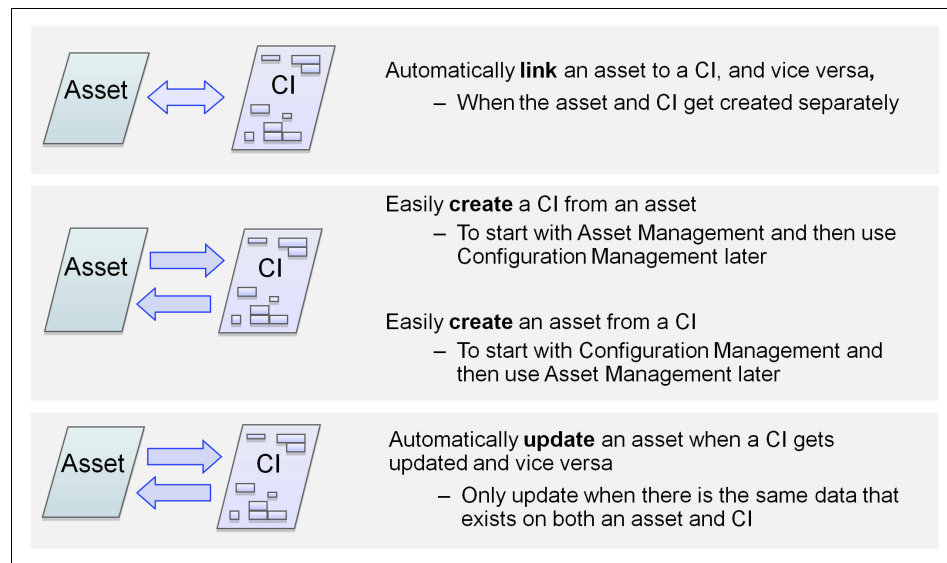 Asset
CI
Automatically link an asset to a CI, and vice versa,
– When the asset and CI get created separately
Asset
CI
Easily create a CI from an asset
– To start with Asset Management and then use
Configuration Management later
Easily create an asset from a CI
– To start with Configuration Management and
then use Asset Management later
Asset
CI
Automatically update an asset when a CI gets
updated and vice versa
– Only update when there is the same data that
exists on both an asset and CI